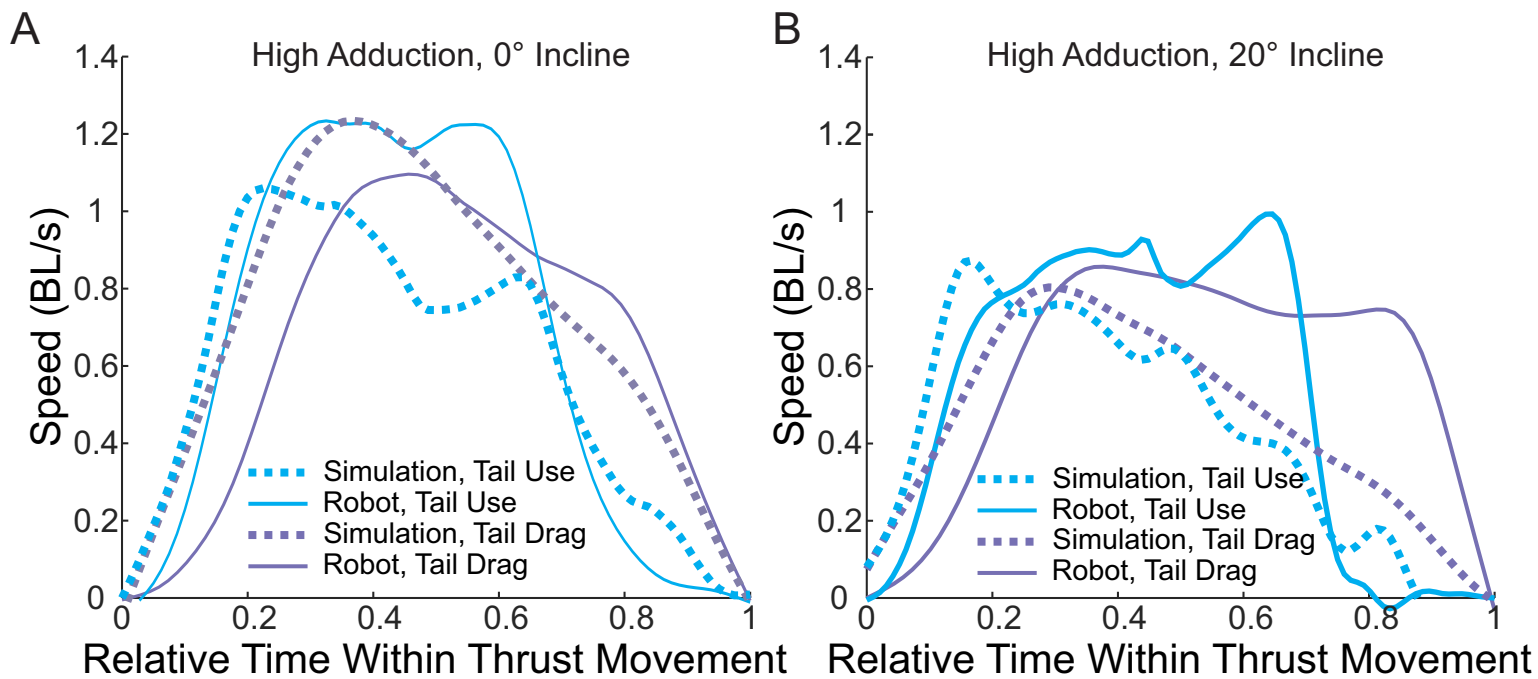 A
High Adduction, 0° Incline
1.4
1.2
1
0.8
0.6
0.4
0.2
0
Speed (BL/s)
Simulation, Tail Use
Robot, Tail Use
Simulation, Tail Drag
Robot, Tail Drag
0 0.2 0.4 0.6 0.8 1
Relative Time Within Thrust Movement
B
High Adduction, 20° Incline
1.4
1.2
1
0.8
0.6
0.4
0.2
0
Speed (BL/s)
Simulation, Tail Use
Robot, Tail Use
Simulation, Tail Drag
Robot, Tail Drag
0 0.2 0.4 0.6 0.8 1
Relative Time Within Thrust Movement